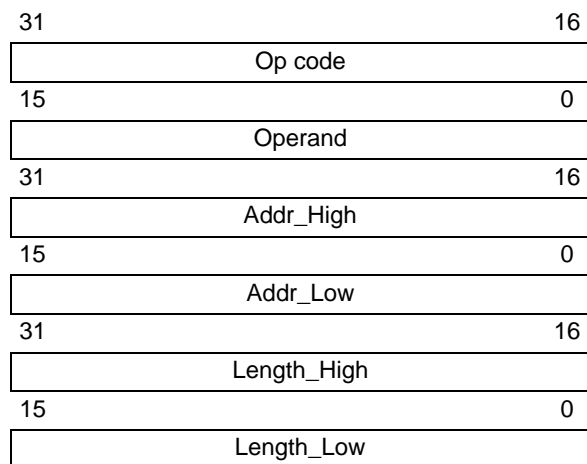 31 16
Op code
15 0
Operand
31 16
Addr_High
15 0
Addr_Low
31 16
Length_High
15 0
Length_Low